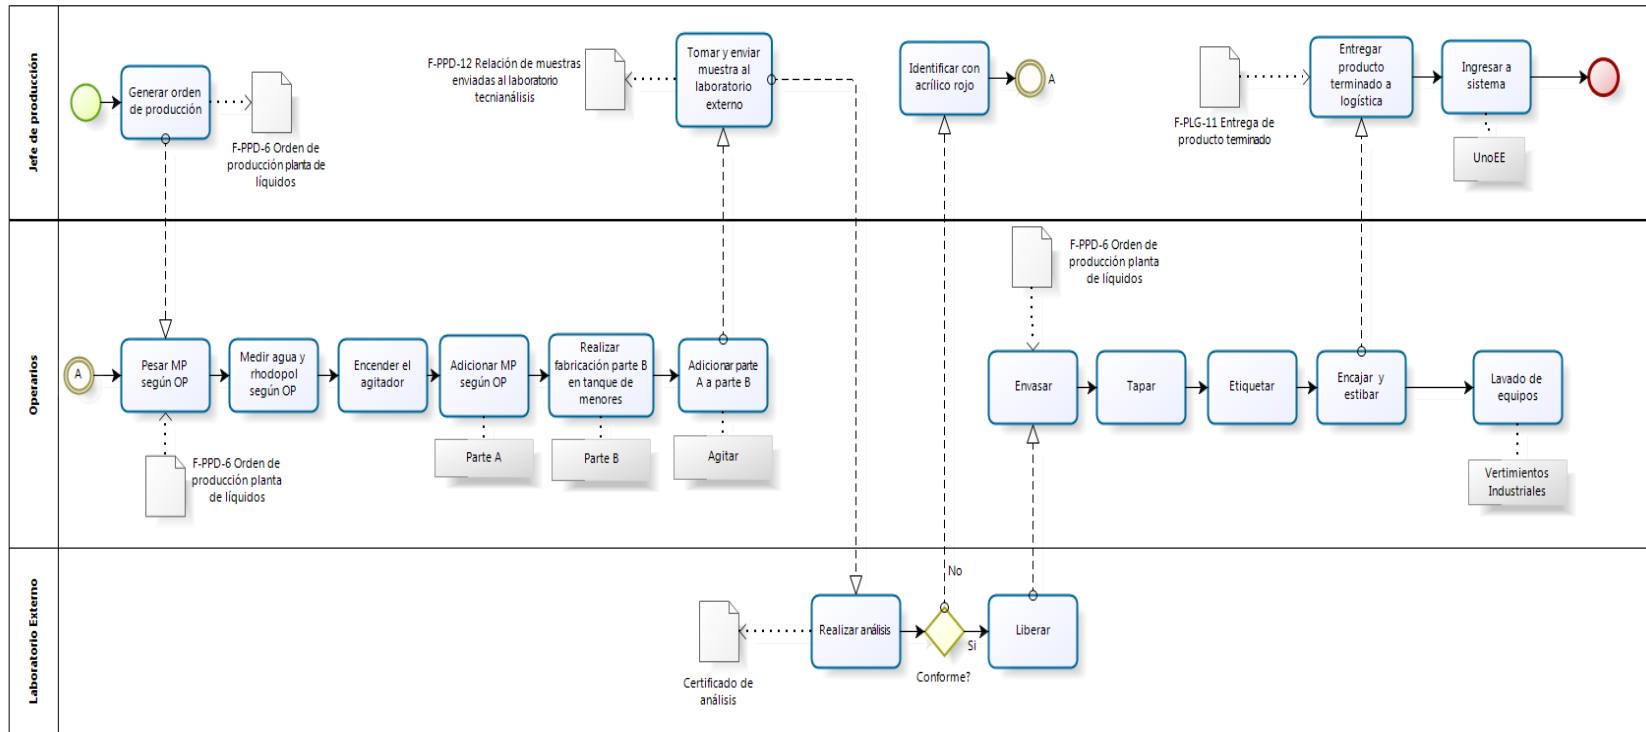 Jefe de producción
Generar orden
de producción
F-PPD-6 Orden de
producción planta de
líquidos
F-PPD-12 Relación de muestras
enviadas al laboratorio
tecnianálisis
Tomar y enviar
muestra al
laboratorio
externo
Identificar con
acrílico rojo
A
F-PLG-11 Entrega de
producto terminado
Entregar
producto
terminado a
logística
Ingresar a
sistema
UnoEE
Operarios
A
Pesar MP
según OP
F-PPD-6 Orden de
producción planta
de líquidos
Medir agua y
rhodopol
según OP
Encender el
agitador
Adicionar MP
según OP
Parte A
Realizar
fabricación parte B
en tanque de
menores
Parte B
Adicionar parte
A a parte B
Agitar
F-PPD-6 Orden de
producción planta
de líquidos
Envasar
Tapar
Etiquetar
Encajar y
estibar
Lavado de
equipos
Vertimientos
Industriales
Laboratorio Externo
Certificado de
análisis
Realizar análisis
Conforme?
No
Si
Liberar